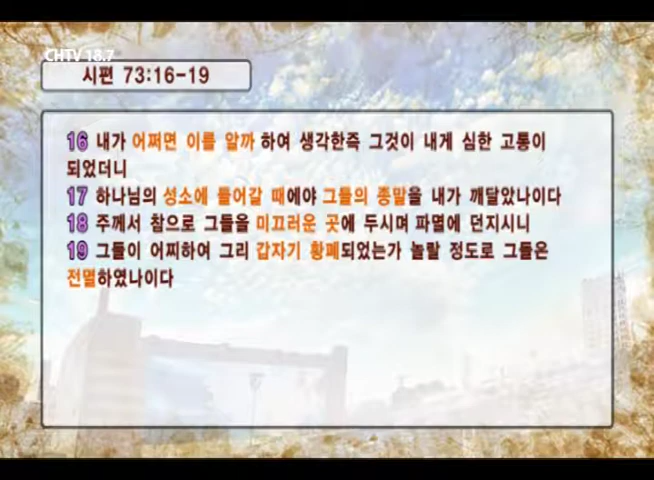 CHTV 18.7
시편 73:16-19
16 내가 어쩌면 이를 알까 하여 생각한즉 그것이 내게 심한 고통이
되었더니
17 하나님의 성소에 들어갈 때에야 그들의 종말을 내가 깨달았나이다
18 주께서 참으로 그들을 미끄러운 곳에 두시며 파멸에 던지시니
19 그들이 어찌하여 그리 갑자기 황폐되었는가 놀랄 정도로 그들은
전멸하였나이다